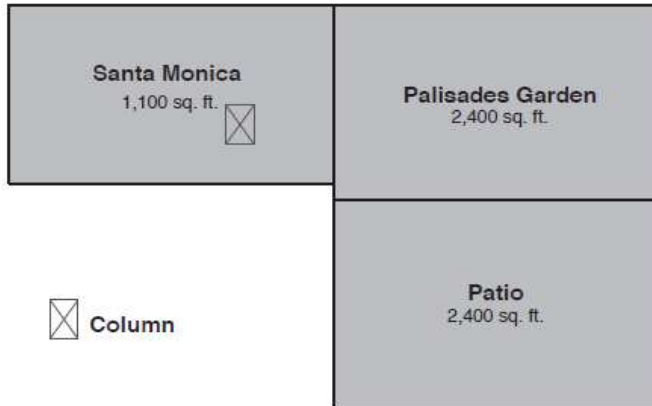 Santa Monica
1,100 sq. ft.
Palisades Garden
2,400 sq. ft.
Patio
2,400 sq. ft.
Column